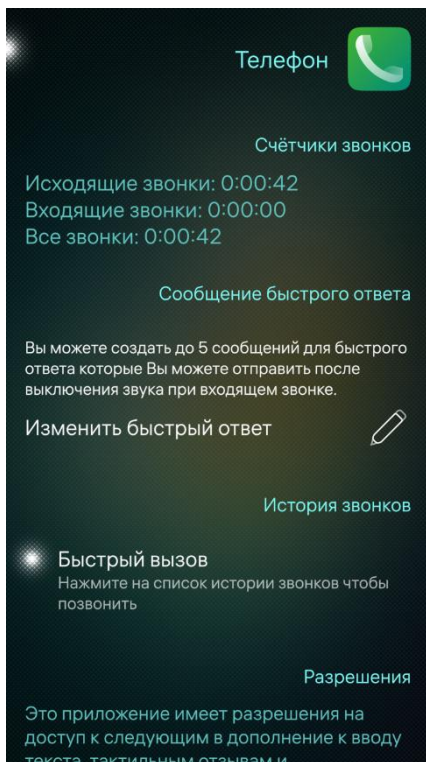 Телефон
Счётчики звонков
Исходящие звонки: 0:00:42
Входящие звонки: 0:00:00
Все звонки: 0:00:42
Сообщение быстрого ответа
Вы можете создать до 5 сообщений для быстрого
ответа которые Вы можете отправить после
выключения звука при входящем звонке.
Изменить быстрый ответ
История звонков
Быстрый вызов
Нажмите на список истории звонков чтобы
позвонить
Разрешения
Это приложение имеет разрешения на
доступ к следующим в дополнение к вводу
текста, тактильным отзывам и